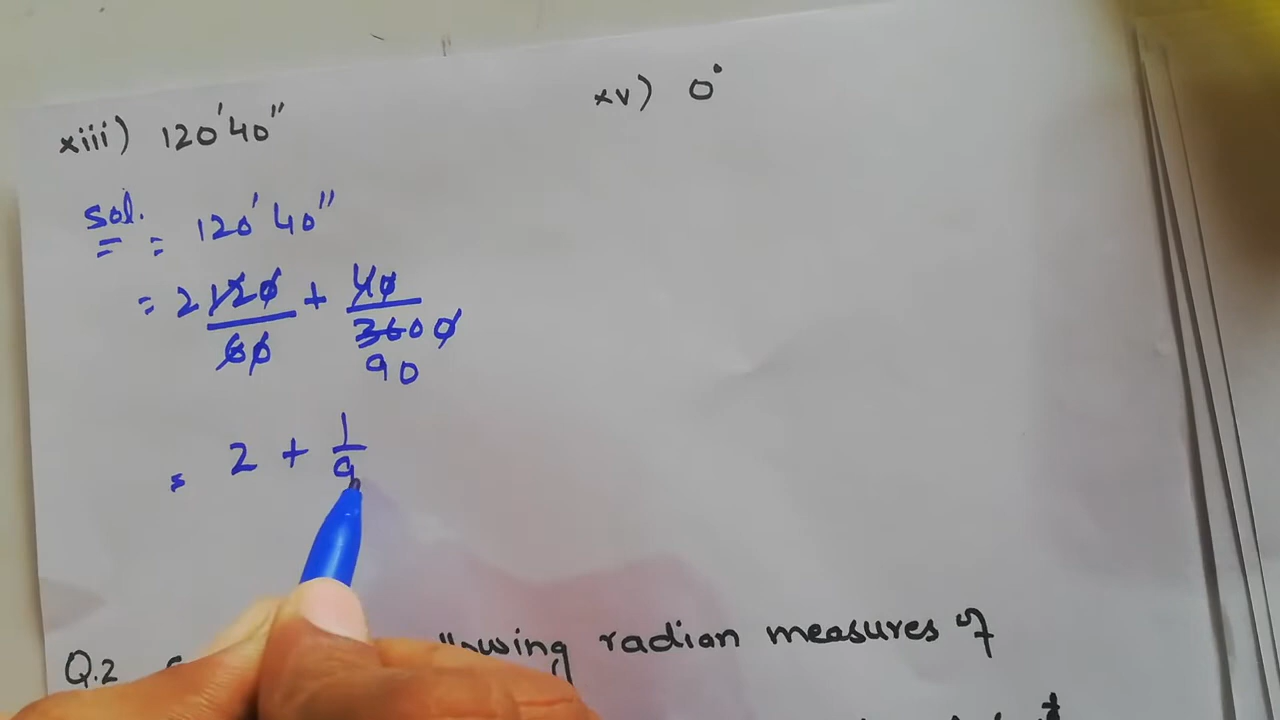 xiii) 120'40"
xv) 0°
Sol.
= 120' 40"
= 2 120/60 + 40/3600
90
= 2 + 1/9
Q.2
llowing radian measures of